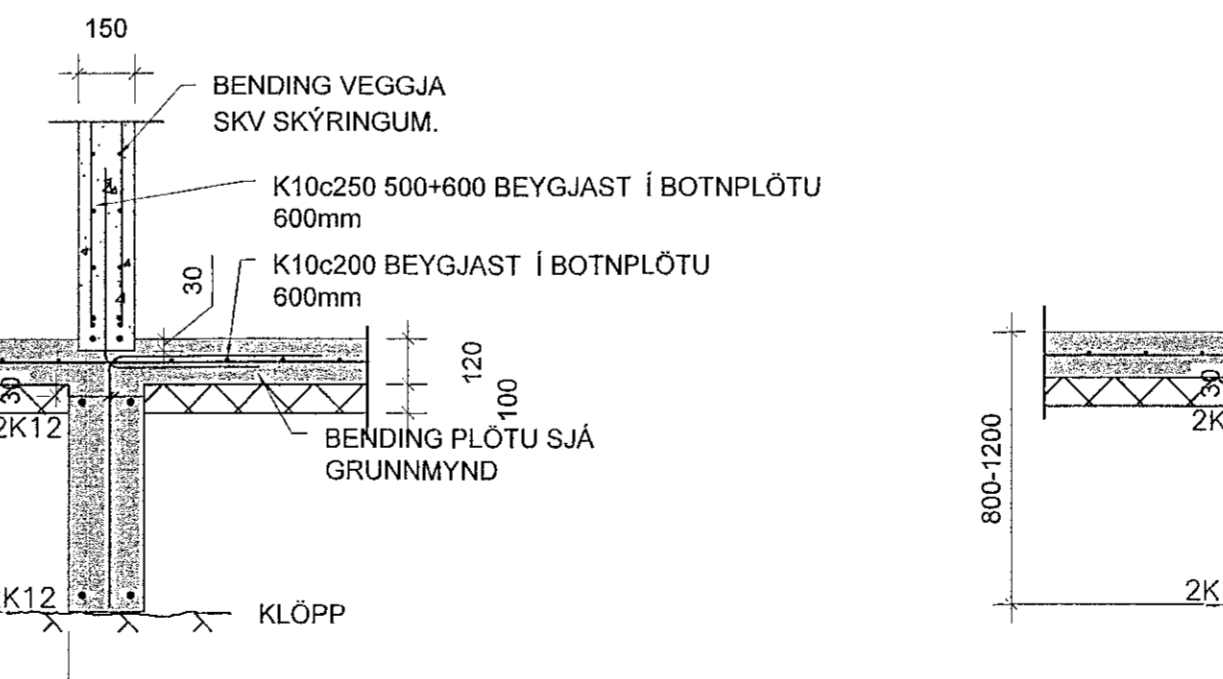 150
BENDING VEGGJA
SKV SKÝRINGUM.
K10c250 500+600 BEYGJAST Í BOTNPLÖTU
600mm
30
K10c200 BEYGJAST Í BOTNPLÖTU
600mm
120
100
30
2K12
BENDING PLÖTU SJÁ
GRUNNMYND
K12
KLÖPP
30
2K
800-1200
2K